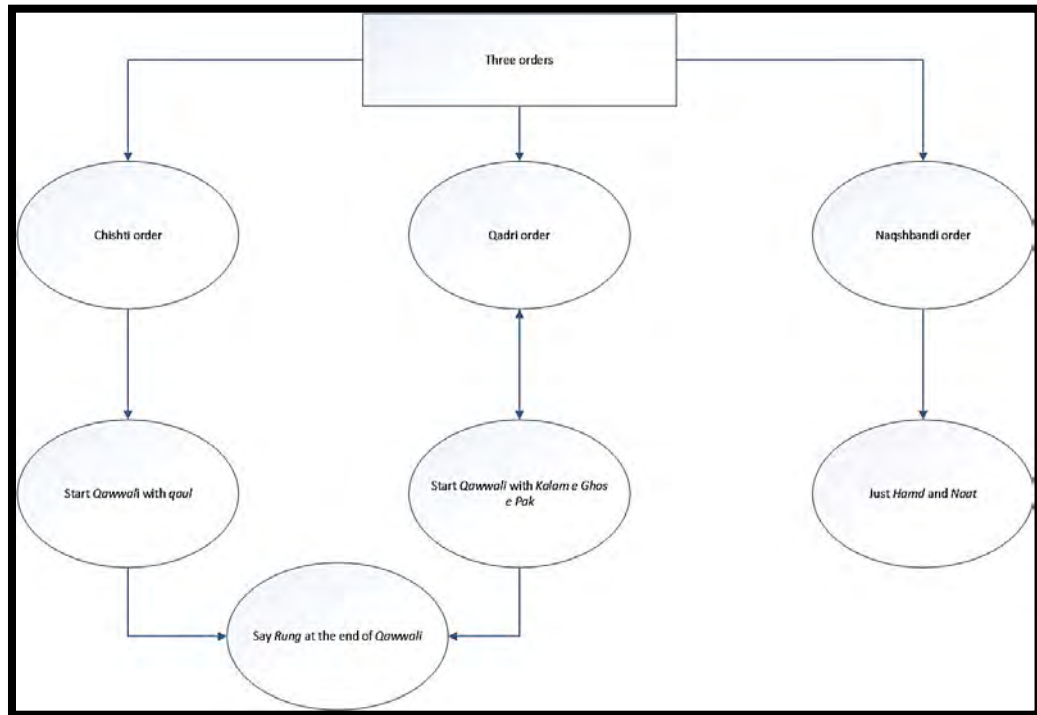 Three orders
Chishti order
Qadri order
Naqshbandi order
Start Qawwali with qaul
Start Qawwali with Kalam e Ghos
e Pak
Just Hamd and Naat
Say Rung at the end of Qawwali